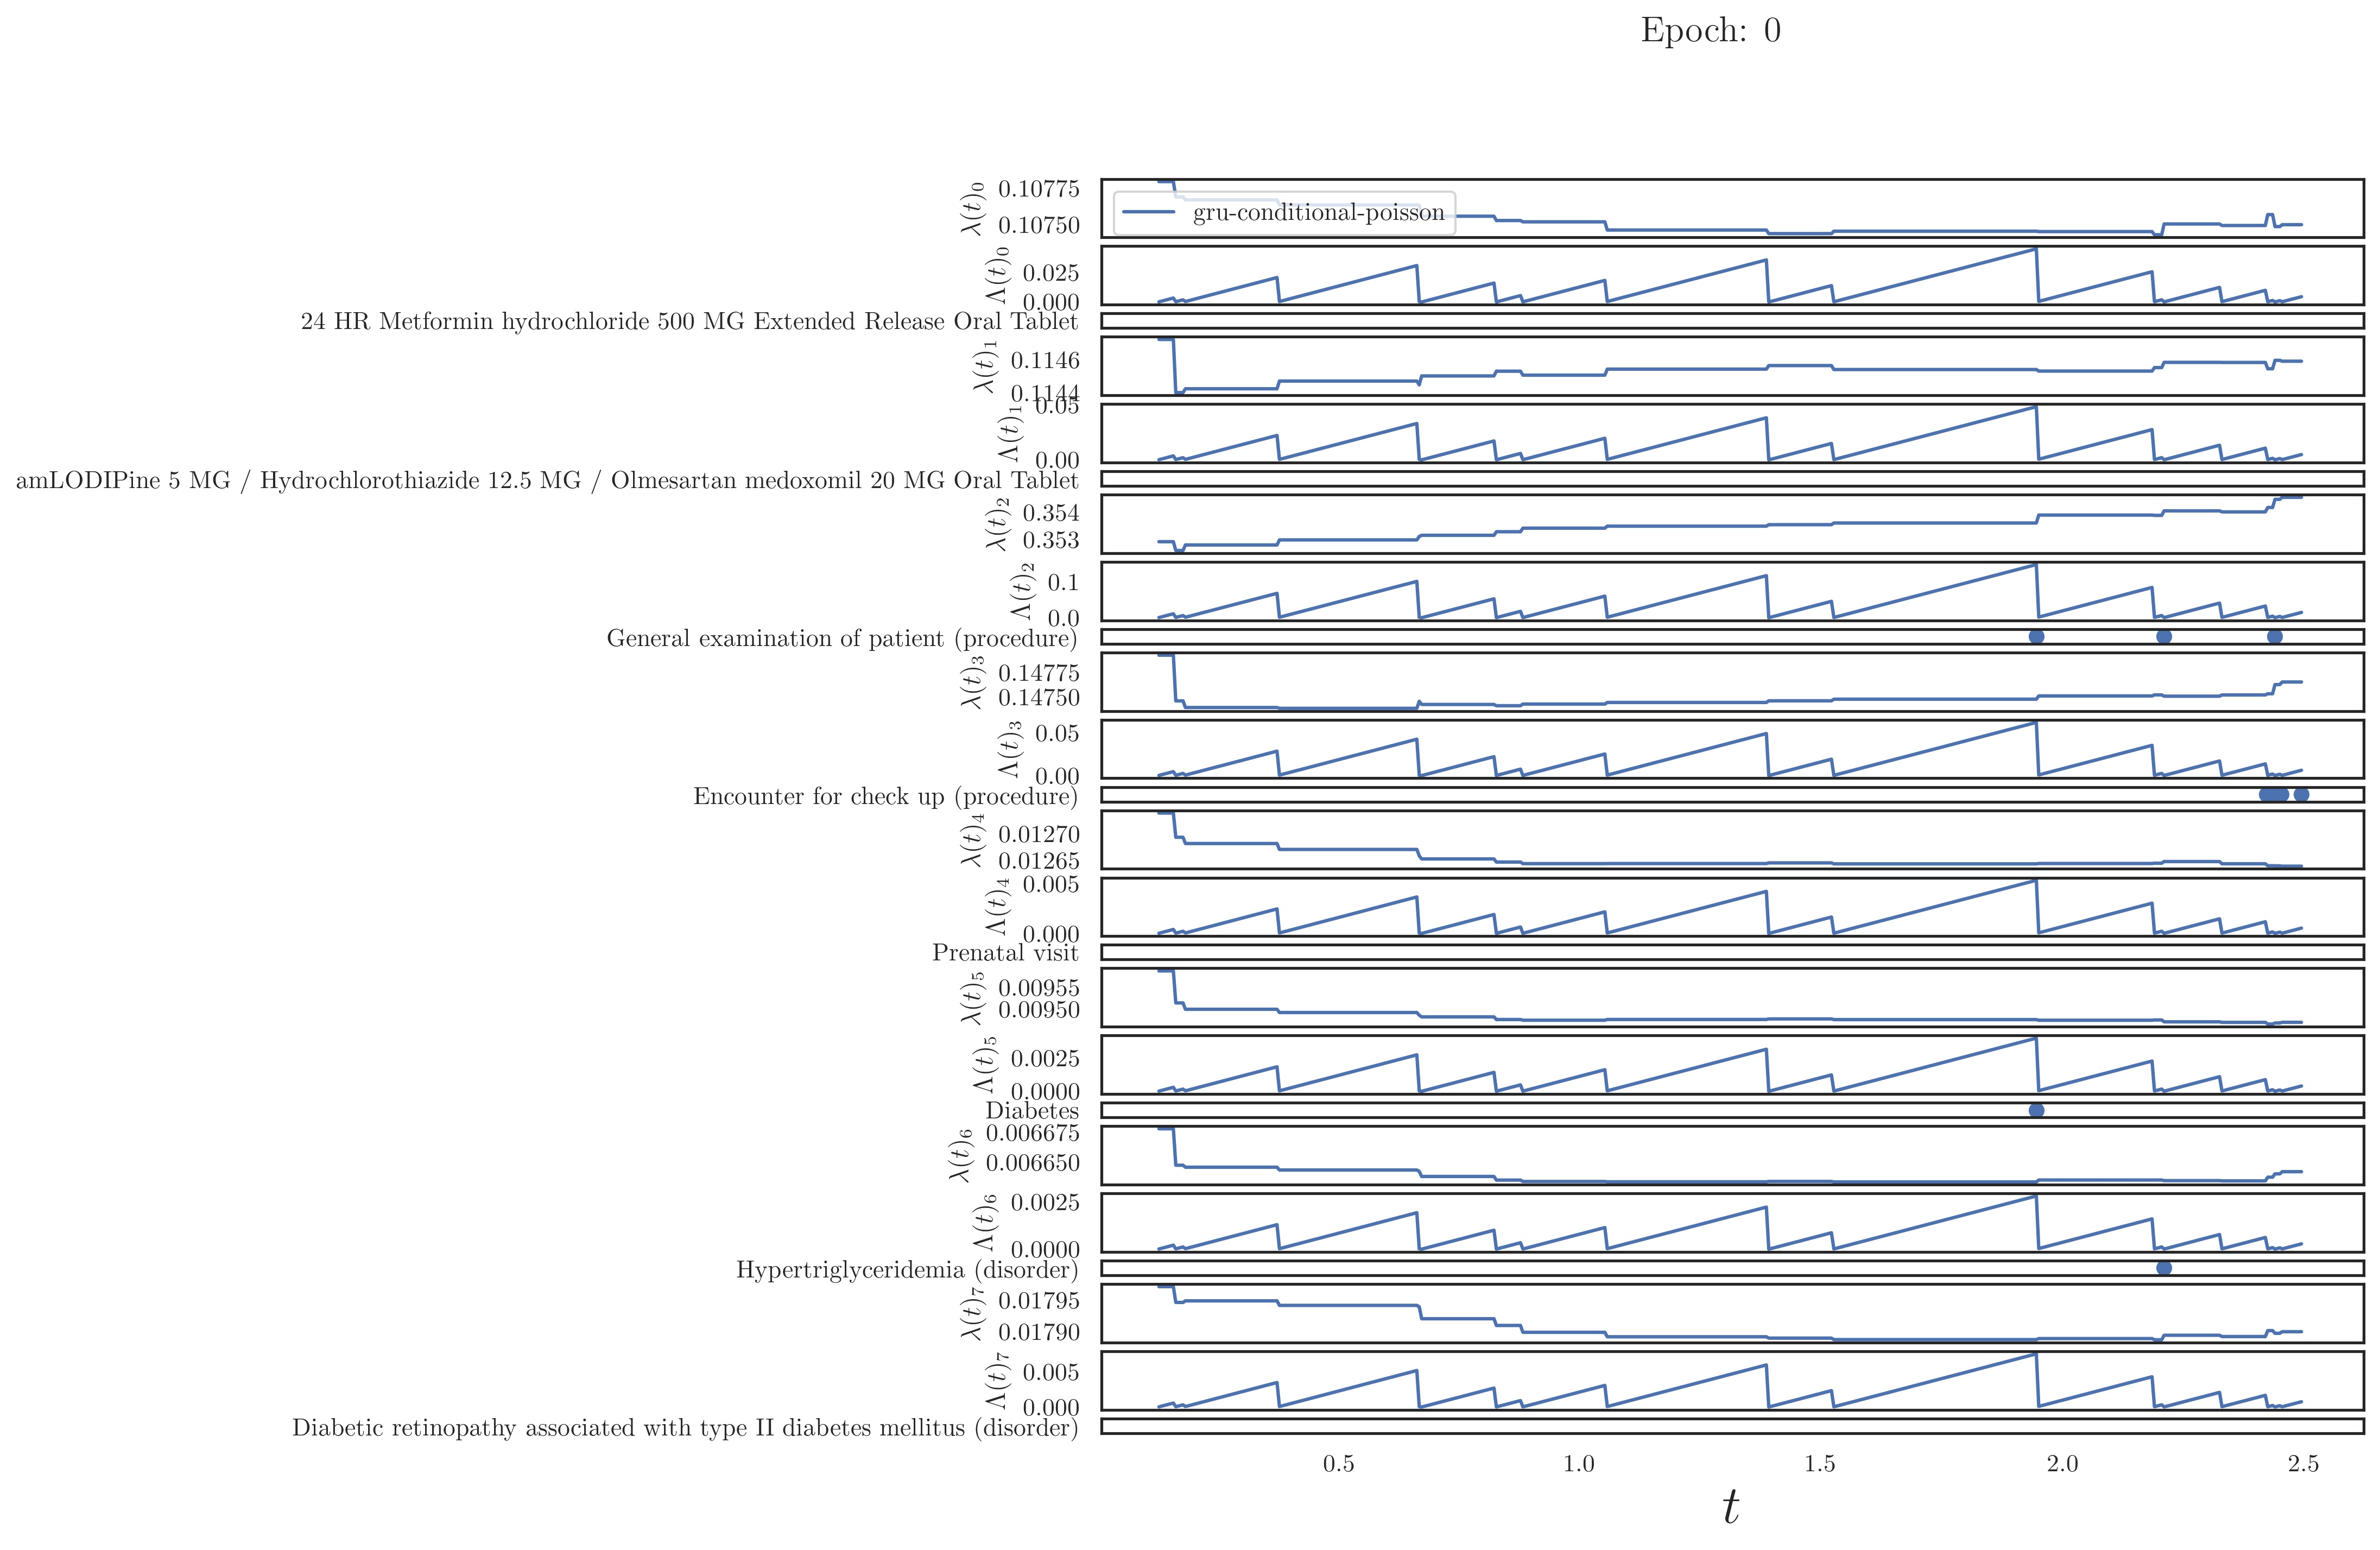 Epoch: 0
λ(t)₀
0.10775
0.10750
gru-conditional-poisson
Λ(t)₀
0.025
0.000
24 HR Metformin hydrochloride 500 MG Extended Release Oral Tablet
λ(t)₁
0.1146
0.1144
Λ(t)₁
0.05
0.00
amLODIPine 5 MG / Hydrochlorothiazide 12.5 MG / Olmesartan medoxomil 20 MG Oral Tablet
λ(t)₂
0.354
0.353
Λ(t)₂
0.1
0.0
General examination of patient (procedure)
λ(t)₃
0.14775
0.14750
Λ(t)₃
0.05
0.00
Encounter for check up (procedure)
λ(t)₄
0.01270
0.01265
Λ(t)₄
0.005
0.000
Prenatal visit
λ(t)₅
0.00955
0.00950
Λ(t)₅
0.0025
0.0000
Diabetes
λ(t)₆
0.006675
0.006650
Λ(t)₆
0.0025
0.0000
Hypertriglyceridemia (disorder)
λ(t)₇
0.01795
0.01790
Λ(t)₇
0.005
0.000
Diabetic retinopathy associated with type II diabetes mellitus (disorder)
0.5 1.0 1.5 2.0 2.5
t